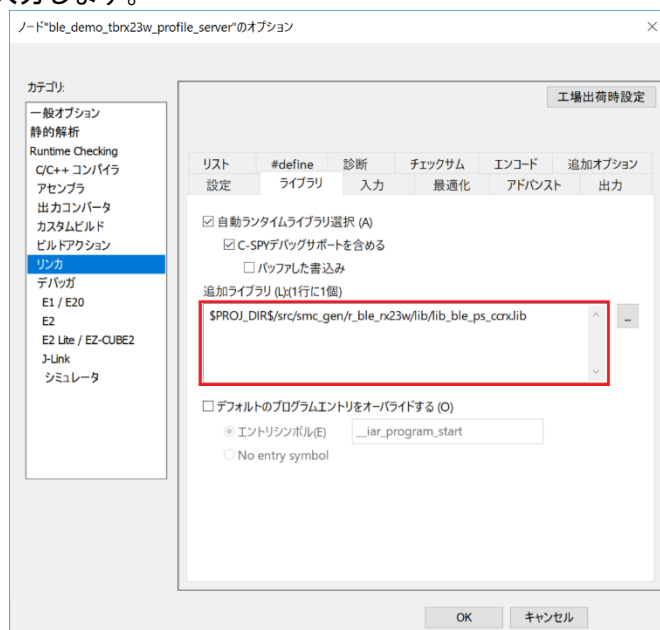 入力します。
ノード"ble_demo_tbrx23w_profile_server"のオプション
カテゴリ:
一般オプション
静的解析
Runtime Checking
C/C++ コンパイラ
アセンブラ
出力コンバータ
カスタムビルド
ビルドアクション
リンカ
デバッガ
E1 / E20
E2
E2 Lite / EZ-CUBE2
J-Link
シミュレータ
工場出荷時設定
リスト #define 診断 チェックサム エンコード 追加オプション
設定 ライブラリ 入力 最適化 アドバンスト 出力
自動ランタイムライブラリ選択 (A)
C-SPYデバッグサポートを含める
バッファした書込み
追加ライブラリ (L):(1行に1個)
$PROJ_DIR$/src/smc_gen/r_ble_rx23w/lib/lib_ble_ps_ccrx.lib
...
デフォルトのプログラムエントリをオーバライドする (O)
エントリシンボル(E) __iar_program_start
No entry symbol
OK キャンセル